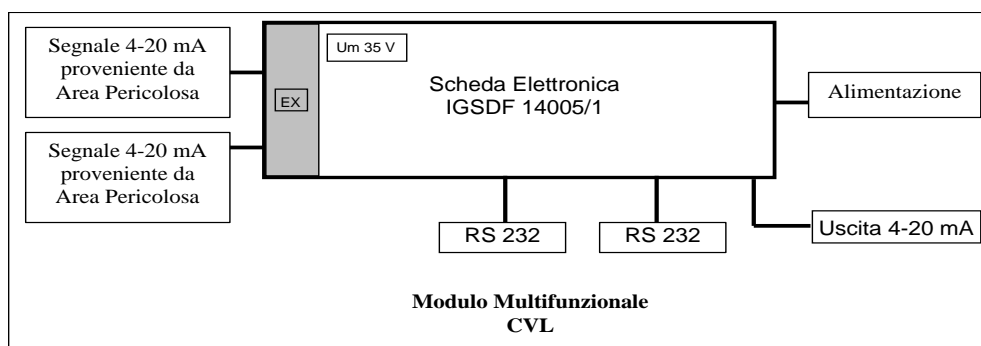 Segnale 4-20 mA
proveniente da
Area Pericolosa
Um 35 V
EX
Scheda Elettronica
IGSDF 14005/1
Alimentazione
Segnale 4-20 mA
proveniente da
Area Pericolosa
RS 232
RS 232
Uscita 4-20 mA
Modulo Multifunzionale
CVL